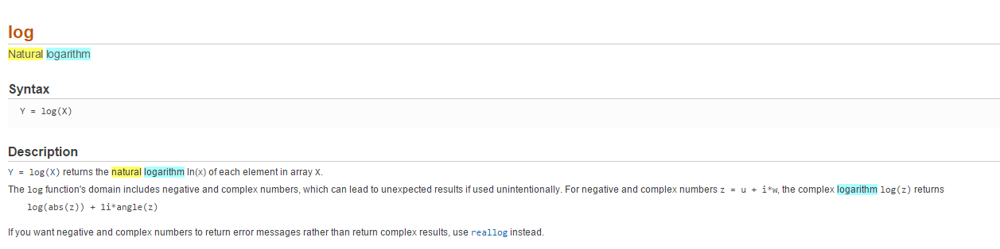 log
Natural logarithm
Syntax
Y = log(X)
Description
Y = log(X) returns the natural logarithm ln(x) of each element in array X.
The log function's domain includes negative and complex numbers, which can lead to unexpected results if used unintentionally. For negative and complex numbers z = u + i*w, the complex logarithm log(z) returns
log(abs(z)) + 1i*angle(z)
If you want negative and complex numbers to return error messages rather than return complex results, use reallog instead.